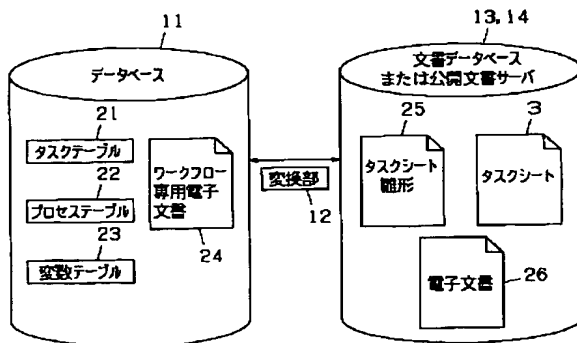 11
13,14
データベース
文書データベース
または公開文書サーバ
21
タスクテーブル
22
プロセステーブル
23
変数テーブル
ワークフロー
専用電子
文書
24
変換部
12
25
タスクシート
雛形
3
タスクシート
電子文書
26